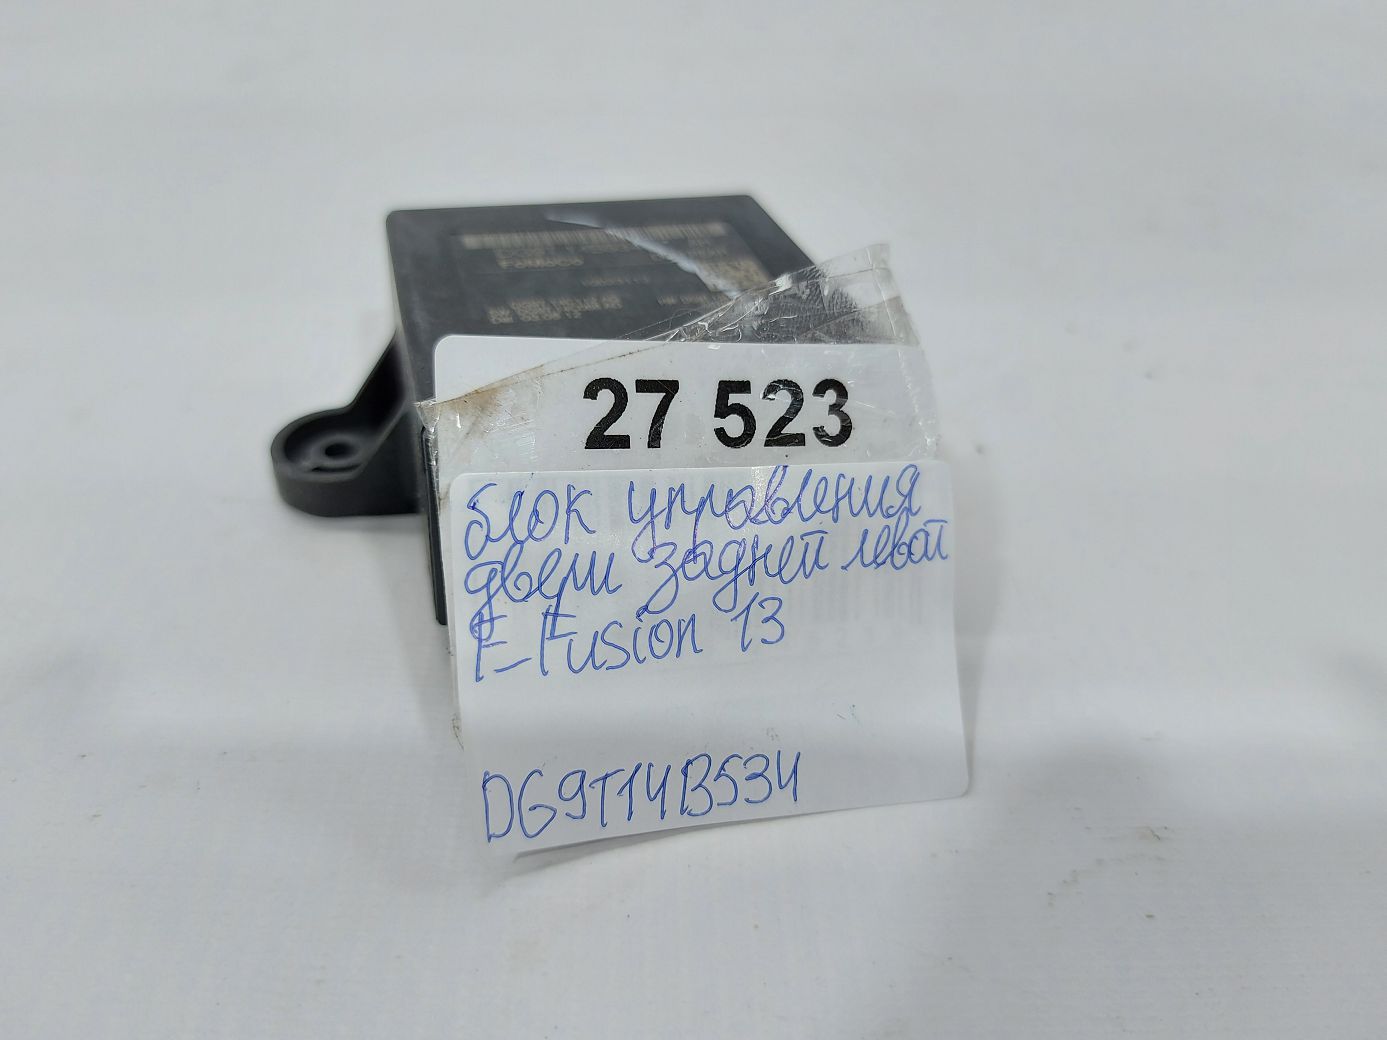 27 523
блок управления
двери задней левой
F-Fusion 13
DG9T14B534